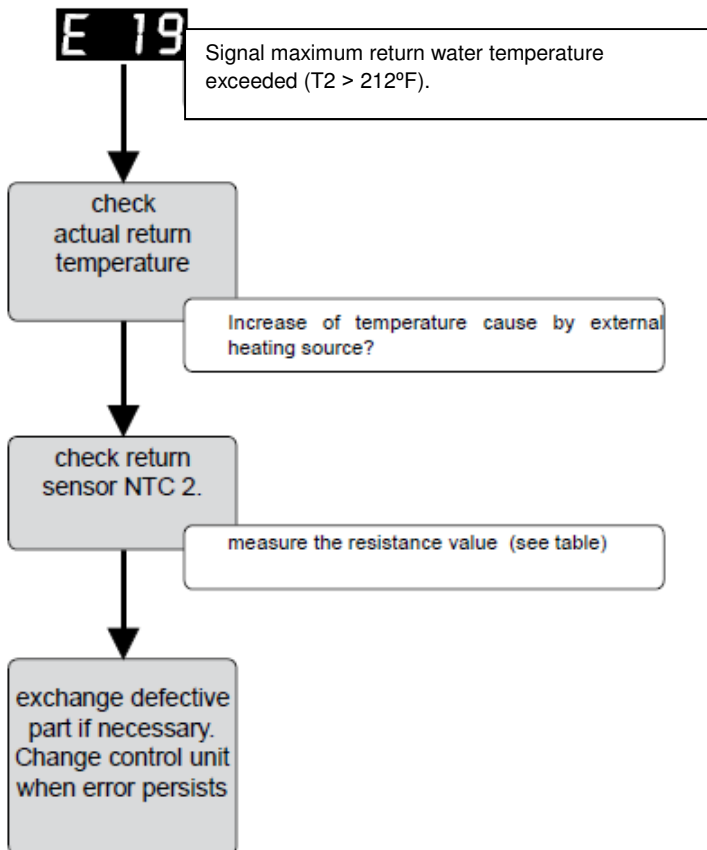 E 19
Signal maximum return water temperature
exceeded (T2 > 212ºF).
check
actual return
temperature
Increase of temperature cause by external
heating source?
check return
sensor NTC 2.
measure the resistance value (see table)
exchange defective
part if necessary.
Change control unit
when error persists